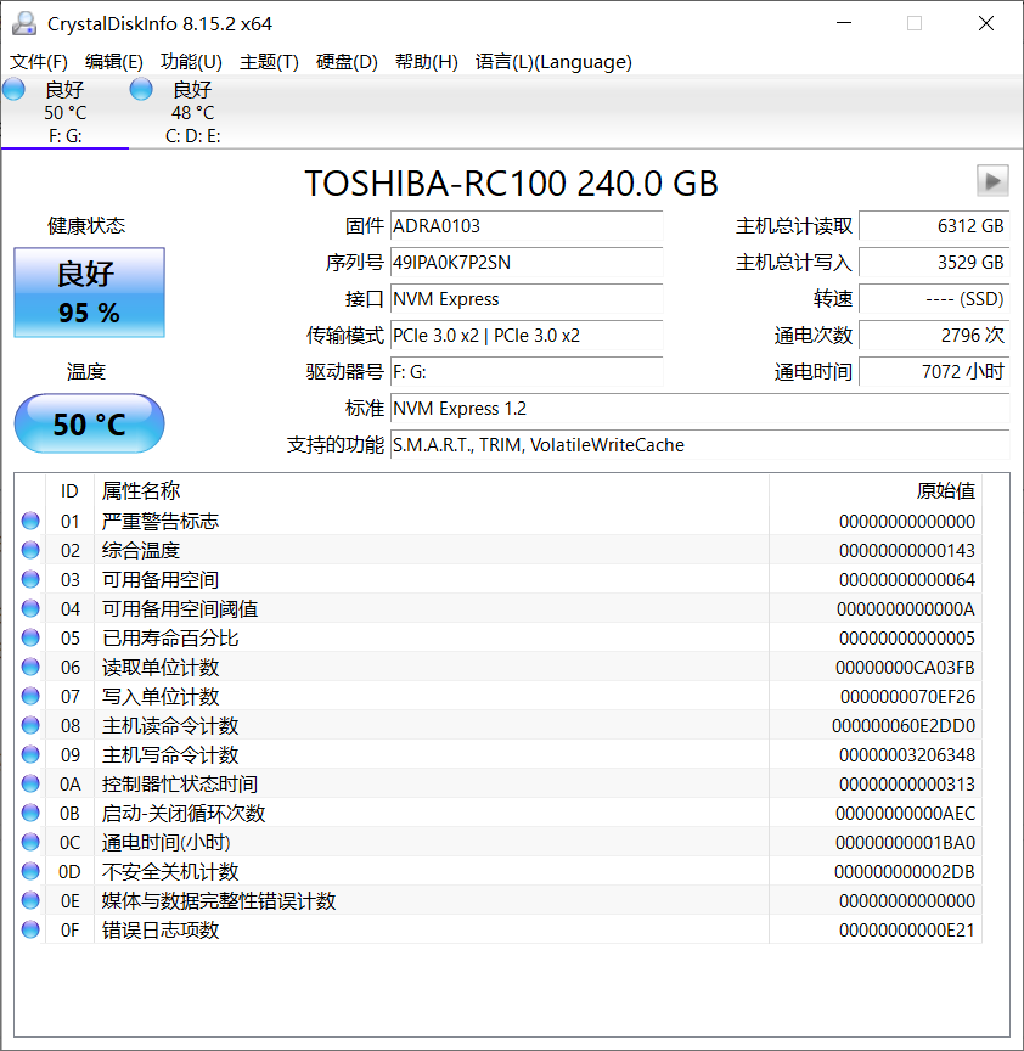 CrystalDiskInfo 8.15.2 x64
文件(F) 编辑(E) 功能(U) 主题(T) 硬盘(D) 帮助(H) 语言(L)(Language)
良好 良好
50 °C 48 °C
F: G: C: D: E:
TOSHIBA-RC100 240.0 GB
健康状态
良好
95 %
温度
50 °C
固件 ADRA0103 主机总计读取 6312 GB
序列号 49IPA0K7P2SN 主机总计写入 3529 GB
接口 NVM Express 转速 ---- (SSD)
传输模式 PCIe 3.0 x2 | PCIe 3.0 x2 通电次数 2796 次
驱动器号 F: G: 通电时间 7072 小时
标准 NVM Express 1.2
支持的功能 S.M.A.R.T., TRIM, VolatileWriteCache
ID 属性名称 原始值
01 严重警告标志 00000000000000
02 综合温度 00000000000143
03 可用备用空间 00000000000064
04 可用备用空间阈值 0000000000000A
05 已用寿命百分比 00000000000005
06 读取单位计数 00000000CA03FB
07 写入单位计数 0000000070EF26
08 主机读命令计数 000000060E2DD0
09 主机写命令计数 00000003206348
0A 控制器忙状态时间 00000000000313
0B 启动-关闭循环次数 00000000000AEC
0C 通电时间(小时) 00000000001BA0
0D 不安全关机计数 000000000002DB
0E 媒体与数据完整性错误计数 00000000000000
0F 错误日志项数 00000000000E21